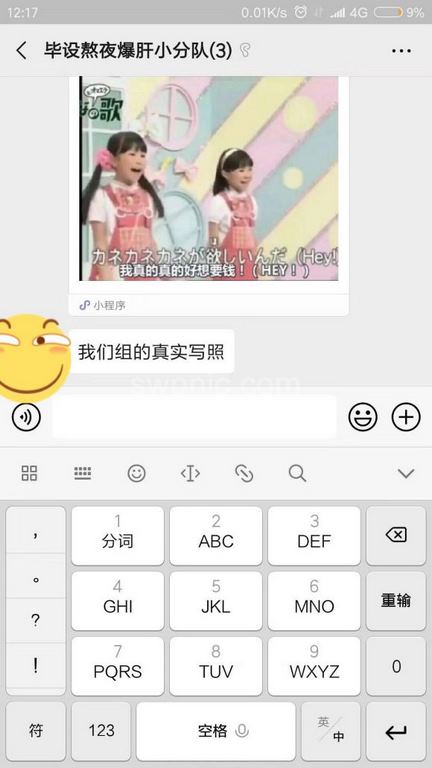 12:17
0.01K/s 4G 9%
毕设熬夜爆肝小分队(3)
の歌
カネカネカネが欲しいんだ (Hey!
我真的真的好想要钱！(HEY！)
小程序
我们组的真实写照
swpnjc.com
，
1
分词
2
ABC
3
DEF
。
4
GHI
5
JKL
6
MNO
重输
?
!
7
PQRS
8
TUV
9
WXYZ
0
符
123
空格
英/中